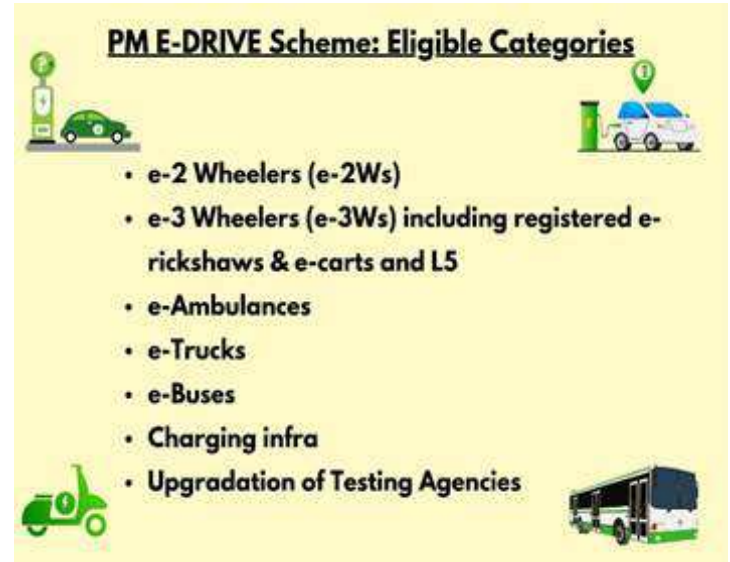 PM E-DRIVE Scheme: Eligible Categories
• e-2 Wheelers (e-2Ws)
• e-3 Wheelers (e-3Ws) including registered e-
rickshaws & e-carts and L5
• e-Ambulances
• e-Trucks
• e-Buses
• Charging infra
• Upgradation of Testing Agencies